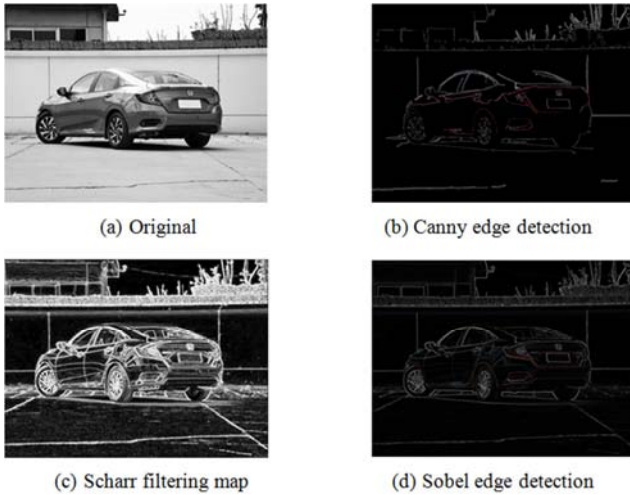 (a) Original
(b) Canny edge detection
(c) Scharr filtering map
(d) Sobel edge detection